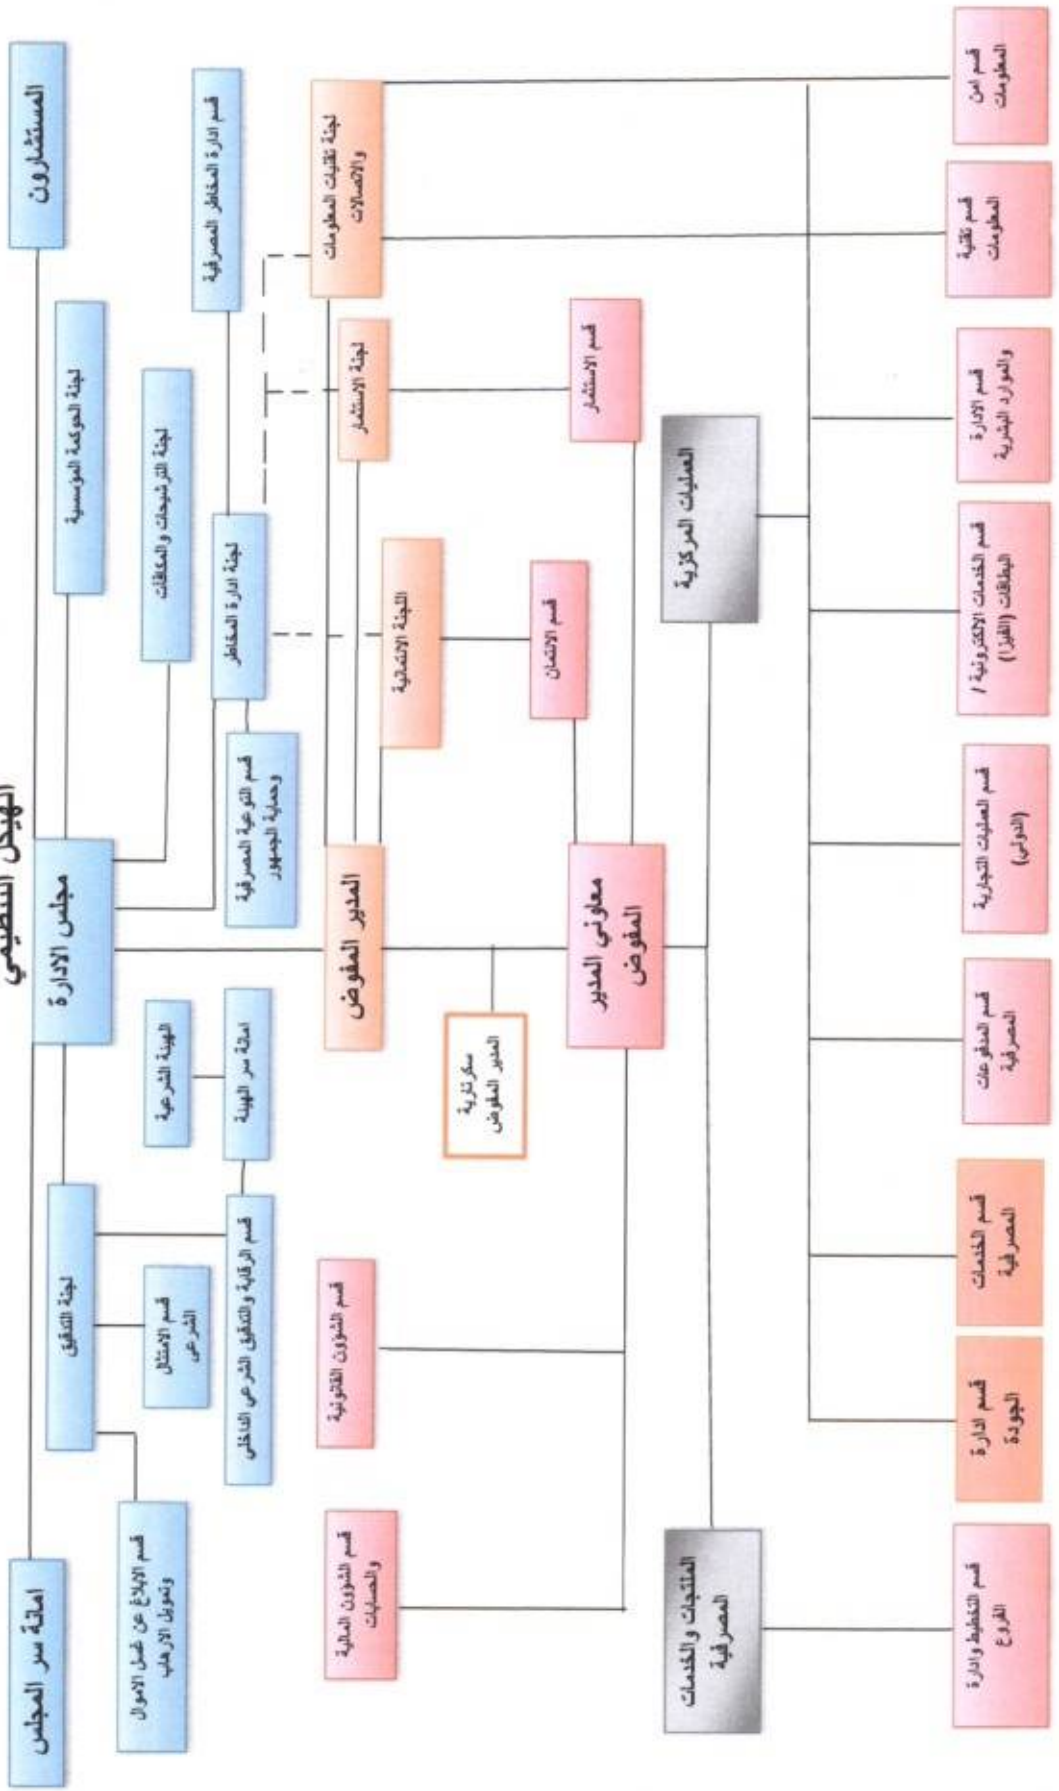 الهيكل التنظيمي
المستشارون
مجلس الادارة
امانة سر المجلس
لجنة الحوكمة المؤسسية
لجنة التدقيق
لجنة الترشيحات والمكافات
الهيئة الشرعية
قسم الامتثال
الشرعي
قسم الابلاغ عن غسل الاموال
وتمويل الارهاب
قسم ادارة المخاطر المصرفية
لجنة ادارة المخاطر
قسم التوعية المصرفية
وحماية الجمهور
امانة سر الهيئة
قسم الرقابة والتدقيق الشرعي الداخلي
لجنة تقنيات المعلومات
والاتصالات
لجنة الاستثمار
اللجنة الائتمانية
المدير المفوض
قسم الشؤون القانونية
قسم الشؤون المالية
والحسابات
سكرتارية
المدير المفوض
قسم الاستثمار
قسم الائتمان
معاوني المدير
المفوض
العمليات المركزية
المنتجات والخدمات
المصرفية
قسم امن
المعلومات
قسم تقنية
المعلومات
قسم الادارة
والموارد البشرية
قسم الخدمات الالكترونية /
البطاقات (الفيزا)
قسم العمليات التجارية
(الدولي)
قسم المدفوعات
المصرفية
قسم الخدمات
المصرفية
قسم ادارة
الجودة
قسم التخطيط وادارة
الفروع